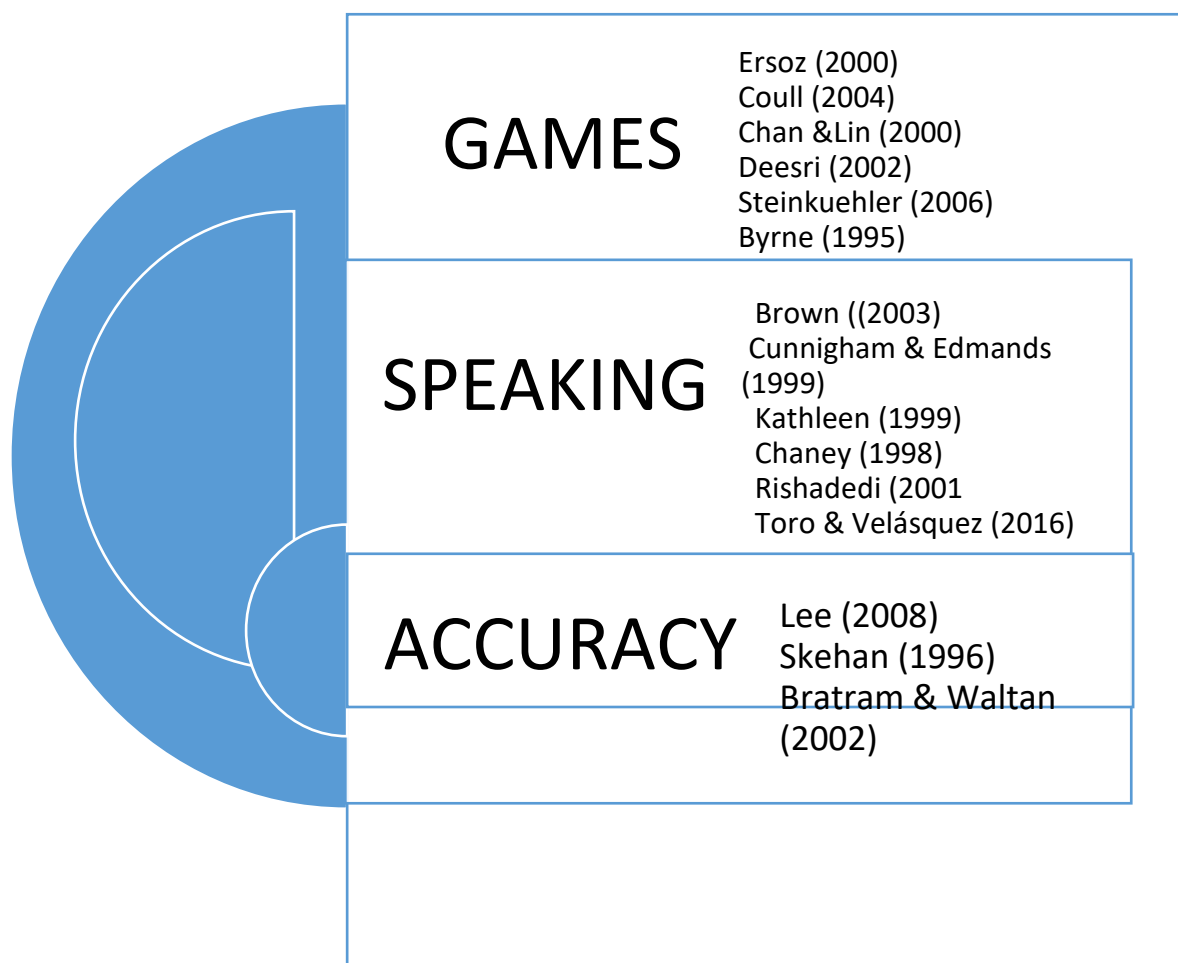 GAMES
Ersoz (2000)
Coull (2004)
Chan &Lin (2000)
Deesri (2002)
Steinkuehler (2006)
Byrne (1995)
SPEAKING
Brown ((2003)
Cunnigham & Edmands
(1999)
Kathleen (1999)
Chaney (1998)
Rishadedi (2001
Toro & Velásquez (2016)
ACCURACY
Lee (2008)
Skehan (1996)
Bratram & Waltan
(2002)